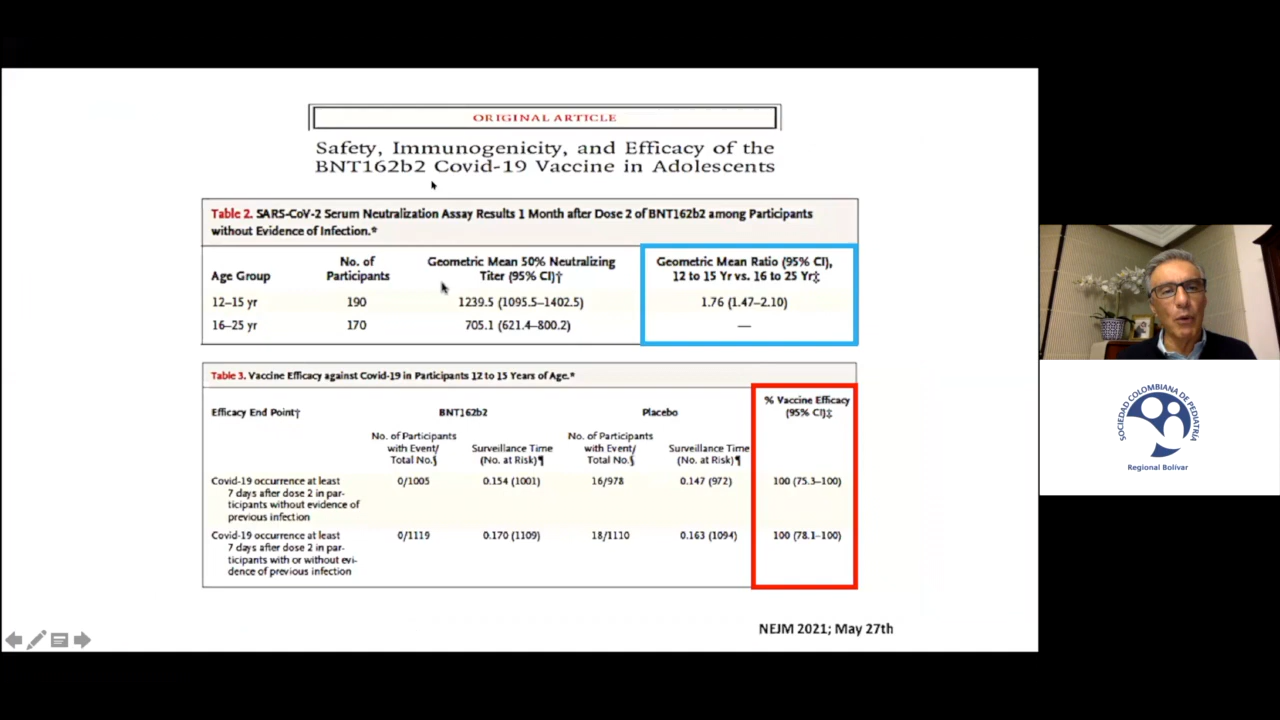 ORIGINAL ARTICLE
Safety, Immunogenicity, and Efficacy of the
BNT162b2 Covid-19 Vaccine in Adolescents
Table 2. SARS-CoV-2 Serum Neutralization Assay Results 1 Month after Dose 2 of BNT162b2 among Participants
without Evidence of Infection.*
Age Group
No. of
Participants
Geometric Mean 50% Neutralizing
Titer (95% CI)†
Geometric Mean Ratio (95% CI),
12 to 15 Yr vs. 16 to 25 Yr‡
12–15 yr 190 1239.5 (1095.5–1402.5) 1.76 (1.47–2.10)
16–25 yr 170 705.1 (621.4–800.2) —
Table 3. Vaccine Efficacy against Covid-19 in Participants 12 to 15 Years of Age.*
Efficacy End Point†
BNT162b2
Placebo
% Vaccine Efficacy
(95% CI)‡
No. of Participants
with Event/
Total No.§
Surveillance Time
(No. at Risk)¶
No. of Participants
with Event/
Total No.§
Surveillance Time
(No. at Risk)¶
Covid-19 occurrence at least 0/1005 0.154 (1001) 16/978 0.147 (972) 100 (75.3–100)
7 days after dose 2 in par-
ticipants without evidence of
previous infection
Covid-19 occurrence at least 0/1119 0.170 (1109) 18/1110 0.163 (1094) 100 (78.1–100)
7 days after dose 2 in par-
ticipants with or without evi-
dence of previous infection
NEJM 2021; May 27th
SOCIEDAD COLOMBIANA DE PEDIATRÍA
Regional Bolívar